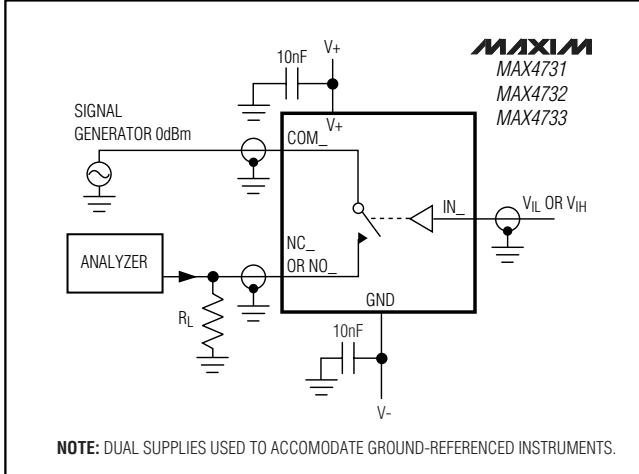 10nF
V+
MAXIM
MAX4731
MAX4732
MAX4733
SIGNAL
GENERATOR 0dBm
V+
COM_
IN_
VIL OR VIH
ANALYZER
NC_
OR NO_
RL
GND
10nF
V-
NOTE: DUAL SUPPLIES USED TO ACCOMODATE GROUND-REFERENCED INSTRUMENTS.